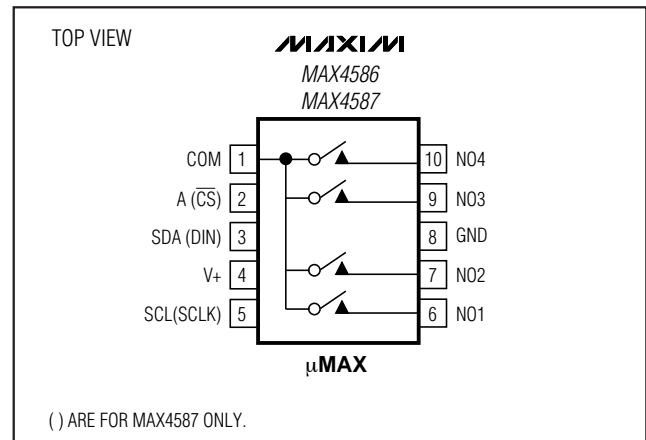 TOP VIEW
MAXIM
MAX4586
MAX4587
COM 1
A (C̅S̅) 2
SDA (DIN) 3
V+ 4
SCL(SCLK) 5
10 NO4
9 NO3
8 GND
7 NO2
6 NO1
µMAX
( ) ARE FOR MAX4587 ONLY.